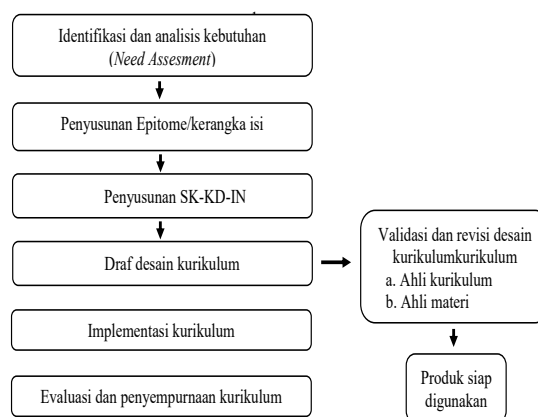 Identifikasi dan analisis kebutuhan
(Need Assesment)
Penyusunan Epitome/kerangka isi
Penyusunan SK-KD-IN
Draf desain kurikulum
Validasi dan revisi desain
kurikulumkurikulum
a. Ahli kurikulum
b. Ahli materi
Implementasi kurikulum
Evaluasi dan penyempurnaan kurikulum
Produk siap
digunakan